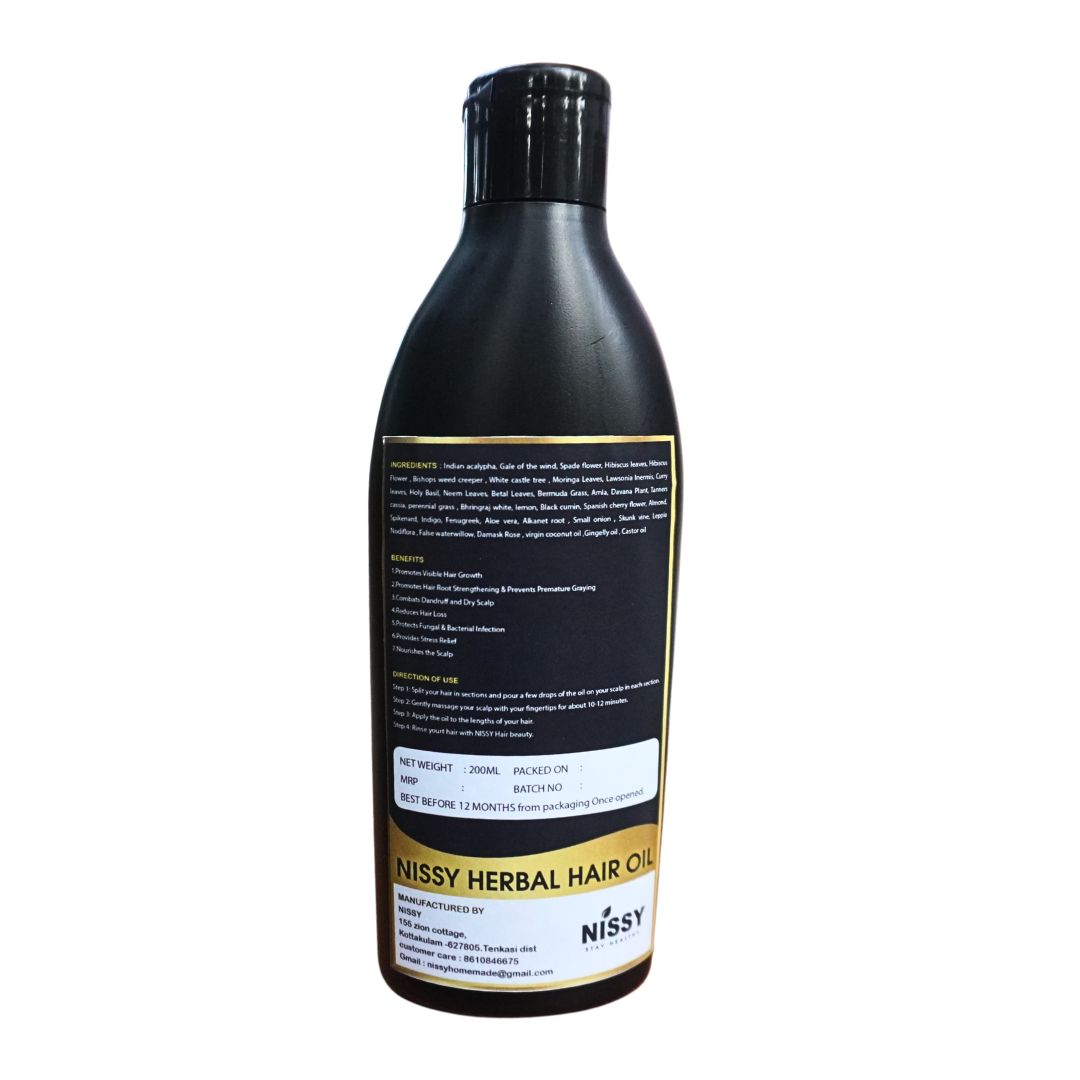 INGREDIENTS : Indian acalypha, Gale of the wind, Spade flower, Hibiscus leaves, Hibiscus
Flower , Bishops weed creeper , White castle tree , Moringa Leaves, Lawsonia Inermis, Curry
leaves, Holy Basil, Neem Leaves, Betal Leaves, Bermuda Grass, Amla, Davana Plant, Tanners
cassia, perennial grass , Bhringraj white, lemon, Black cumin, Spanish cherry flower, Almond,
Spikenard, Indigo, Fenugreek, Aloe vera, Alkanet root , Small onion , Skunk vine, Leppia
Nodiflora , False waterwillow, Damask Rose , virgin coconut oil ,Gingelly oil , Castor oil
BENEFITS
1.Promotes Visible Hair Growth
2.Promotes Hair Root Strengthening & Prevents Premature Graying
3.Combats Dandruff and Dry Scalp
4.Reduces Hair Loss
5.Protects Fungal & Bacterial Infection
6.Provides Stress Relief
7.Nourishes the Scalp
DIRECTION OF USE
Step 1: Split your hair in sections and pour a few drops of the oil on your scalp in each section.
Step 2: Gently massage your scalp with your fingertips for about 10-12 minutes.
Step 3: Apply the oil to the lengths of your hair.
Step 4: Rinse yourt hair with NISSY Hair beauty.
NET WEIGHT : 200ML PACKED ON :
MRP : BATCH NO :
BEST BEFORE 12 MONTHS from packaging Once opened.
NISSY HERBAL HAIR OIL
MANUFACTURED BY
NISSY
155 zion cottage,
Kottakulam -627805.Tenkasi dist
customer care : 8610846675
Gmail : nissyhomemade@gmail.com
NISSY
STAY HEALTHY